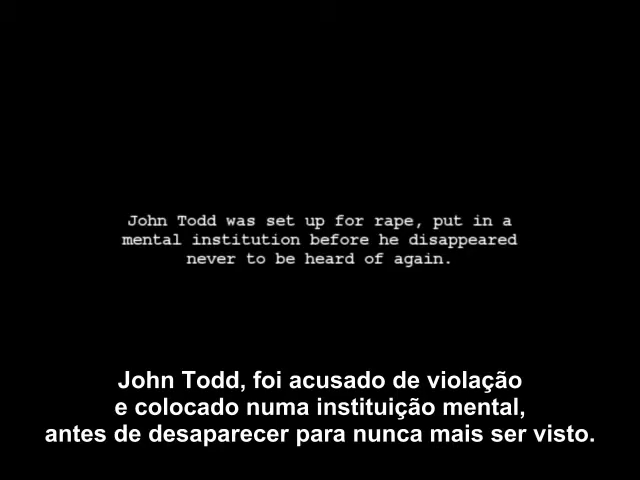 John Todd was set up for rape, put in a
mental institution before he disappeared
never to be heard of again.
John Todd, foi acusado de violação
e colocado numa instituição mental,
antes de desaparecer para nunca mais ser visto.